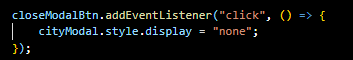 closeModalBtn.addEventListener("click", () => {
    cityModal.style.display = "none";
});